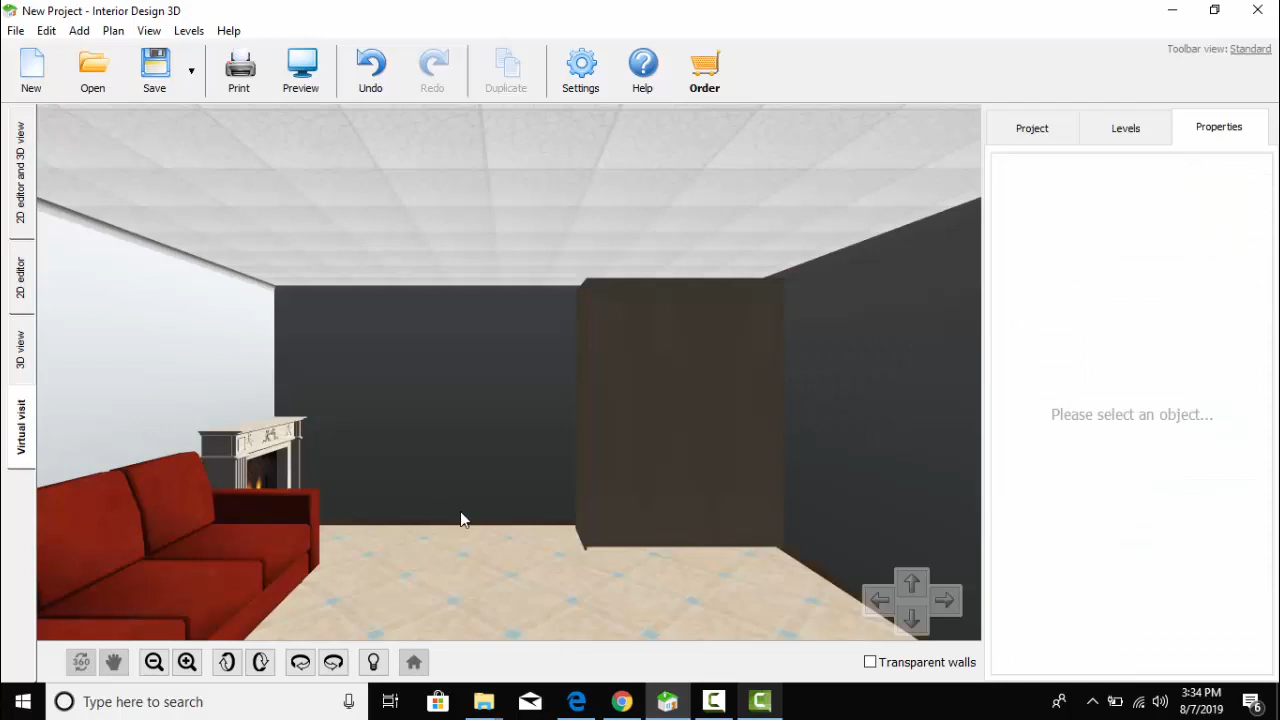 New Project - Interior Design 3D
File Edit Add Plan View Levels Help
New Open Save Print Preview Undo Redo Duplicate Settings Help Order
Toolbar view: Standard
2D editor and 3D view
2D editor
3D view
Virtual visit
Project Levels Properties
Please select an object...
360
Transparent walls
Type here to search
3:34 PM
8/7/2019
6